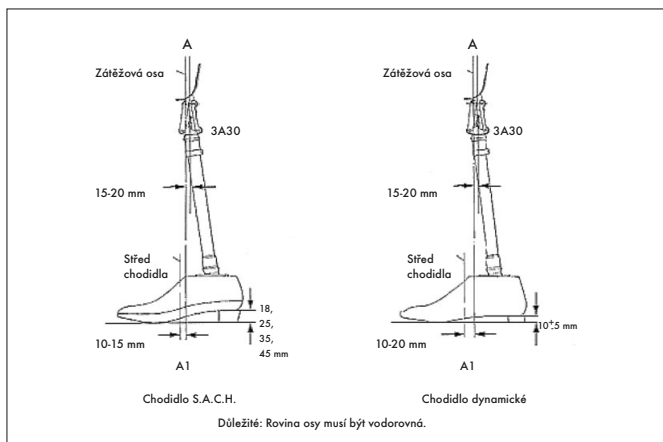 A
Zátěžová osa
3A30
15-20 mm
Střed
chodidla
18,
25,
35,
45 mm
10-15 mm
A1
Chodidlo S.A.C.H.
A
Zátěžová osa
3A30
15-20 mm
Střed
chodidla
10+5 mm
10-20 mm
A1
Chodidlo dynamické
Důležité: Rovina osy musí být vodorovná.